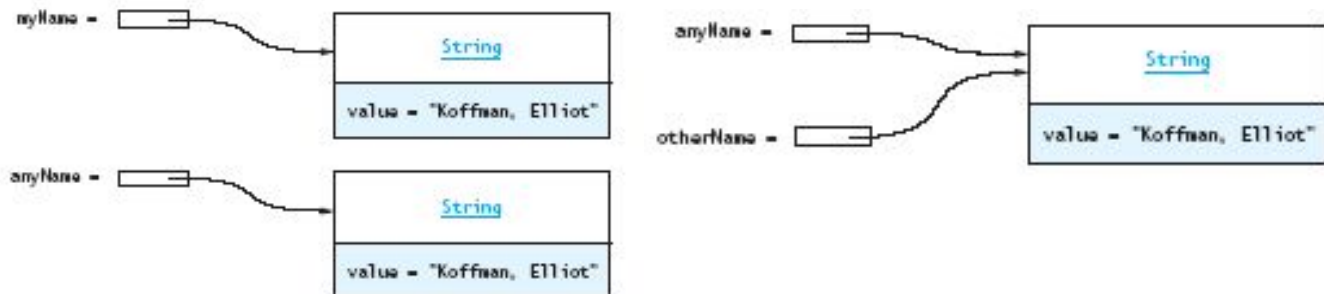 myName =
String
value = "Koffman, Elliot"
anyName =
String
value = "Koffman, Elliot"
anyName =
otherName =
String
value = "Koffman, Elliot"